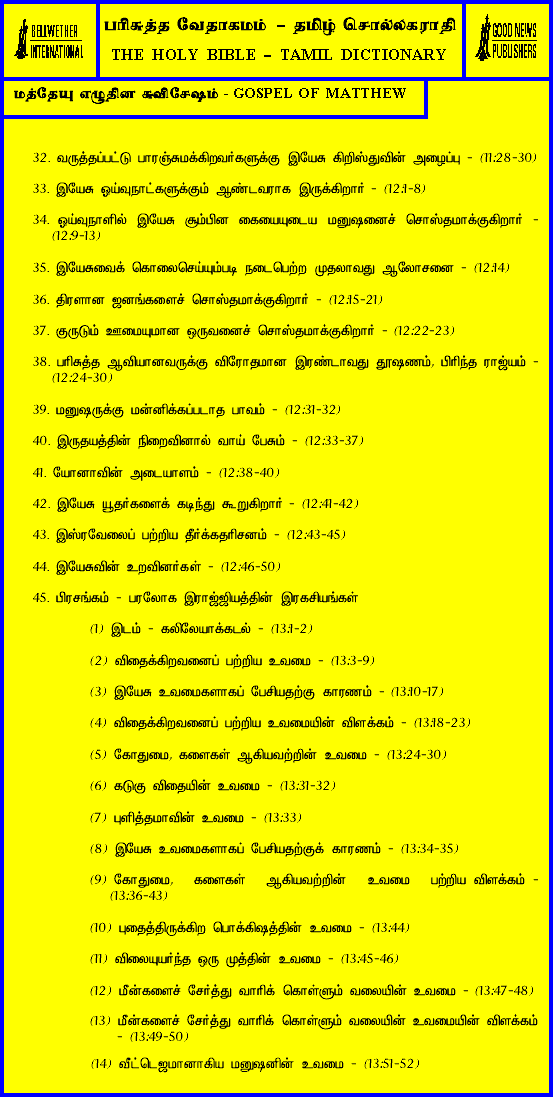 BELLWETHER
INTERNATIONAL
பரிசுத்த வேதாகமம் – தமிழ் சொல்லகராதி
THE HOLY BIBLE – TAMIL DICTIONARY
GOOD NEWS
PUBLISHERS
மத்தேயு எழுதின சுவிசேஷம் - GOSPEL OF MATTHEW
32. வருத்தப்பட்டு பாரஞ்சுமக்கிறவர்களுக்கு இயேசு கிறிஸ்துவின் அழைப்பு - (11:28-30)
33. இயேசு ஓய்வுநாட்களுக்கும் ஆண்டவராக இருக்கிறார் - (12:1-8)
34. ஓய்வுநாளில் இயேசு சூம்பின கையையுடைய மனுஷனைச் சொஸ்தமாக்குகிறார் -
(12:9-13)
35. இயேசுவைக் கொலைசெய்யும்படி நடைபெற்ற முதலாவது ஆலோசனை - (12:14)
36. திரளான ஜனங்களைச் சொஸ்தமாக்குகிறார் - (12:15-21)
37. குருடும் ஊமையுமான ஒருவனைச் சொஸ்தமாக்குகிறார் - (12:22-23)
38. பரிசுத்த ஆவியானவருக்கு விரோதமான இரண்டாவது தூஷணம், பிரிந்த ராஜ்யம் -
(12:24-30)
39. மனுஷருக்கு மன்னிக்கப்படாத பாவம் - (12:31-32)
40. இருதயத்தின் நிறைவினால் வாய் பேசும் - (12:33-37)
41. யோனாவின் அடையாளம் - (12:38-40)
42. இயேசு யூதர்களைக் கடிந்து கூறுகிறார் - (12:41-42)
43. இஸ்ரவேலைப் பற்றிய தீர்க்கதரிசனம் - (12:43-45)
44. இயேசுவின் உறவினர்கள் - (12:46-50)
45. பிரசங்கம் - பரலோக இராஜ்ஜியத்தின் இரகசியங்கள்
(1) இடம் - கலிலேயாக்கடல் - (13:1-2)
(2) விதைக்கிறவனைப் பற்றிய உவமை - (13:3-9)
(3) இயேசு உவமைகளாகப் பேசியதற்கு காரணம் - (13:10-17)
(4) விதைக்கிறவனைப் பற்றிய உவமையின் விளக்கம் - (13:18-23)
(5) கோதுமை, களைகள் ஆகியவற்றின் உவமை - (13:24-30)
(6) கடுகு விதையின் உவமை - (13:31-32)
(7) புளித்தமாவின் உவமை - (13:33)
(8) இயேசு உவமைகளாகப் பேசியதற்குக் காரணம் - (13:34-35)
(9) கோதுமை, களைகள் ஆகியவற்றின் உவமை பற்றிய விளக்கம் -
(13:36-43)
(10) புதைத்திருக்கிற பொக்கிஷத்தின் உவமை - (13:44)
(11) விலையுயர்ந்த ஒரு முத்தின் உவமை - (13:45-46)
(12) மீன்களைச் சேர்த்து வாரிக் கொள்ளும் வலையின் உவமை - (13:47-48)
(13) மீன்களைச் சேர்த்து வாரிக் கொள்ளும் வலையின் உவமையின் விளக்கம்
- (13:49-50)
(14) வீட்டெஜமானாகிய மனுஷனின் உவமை - (13:51-52)